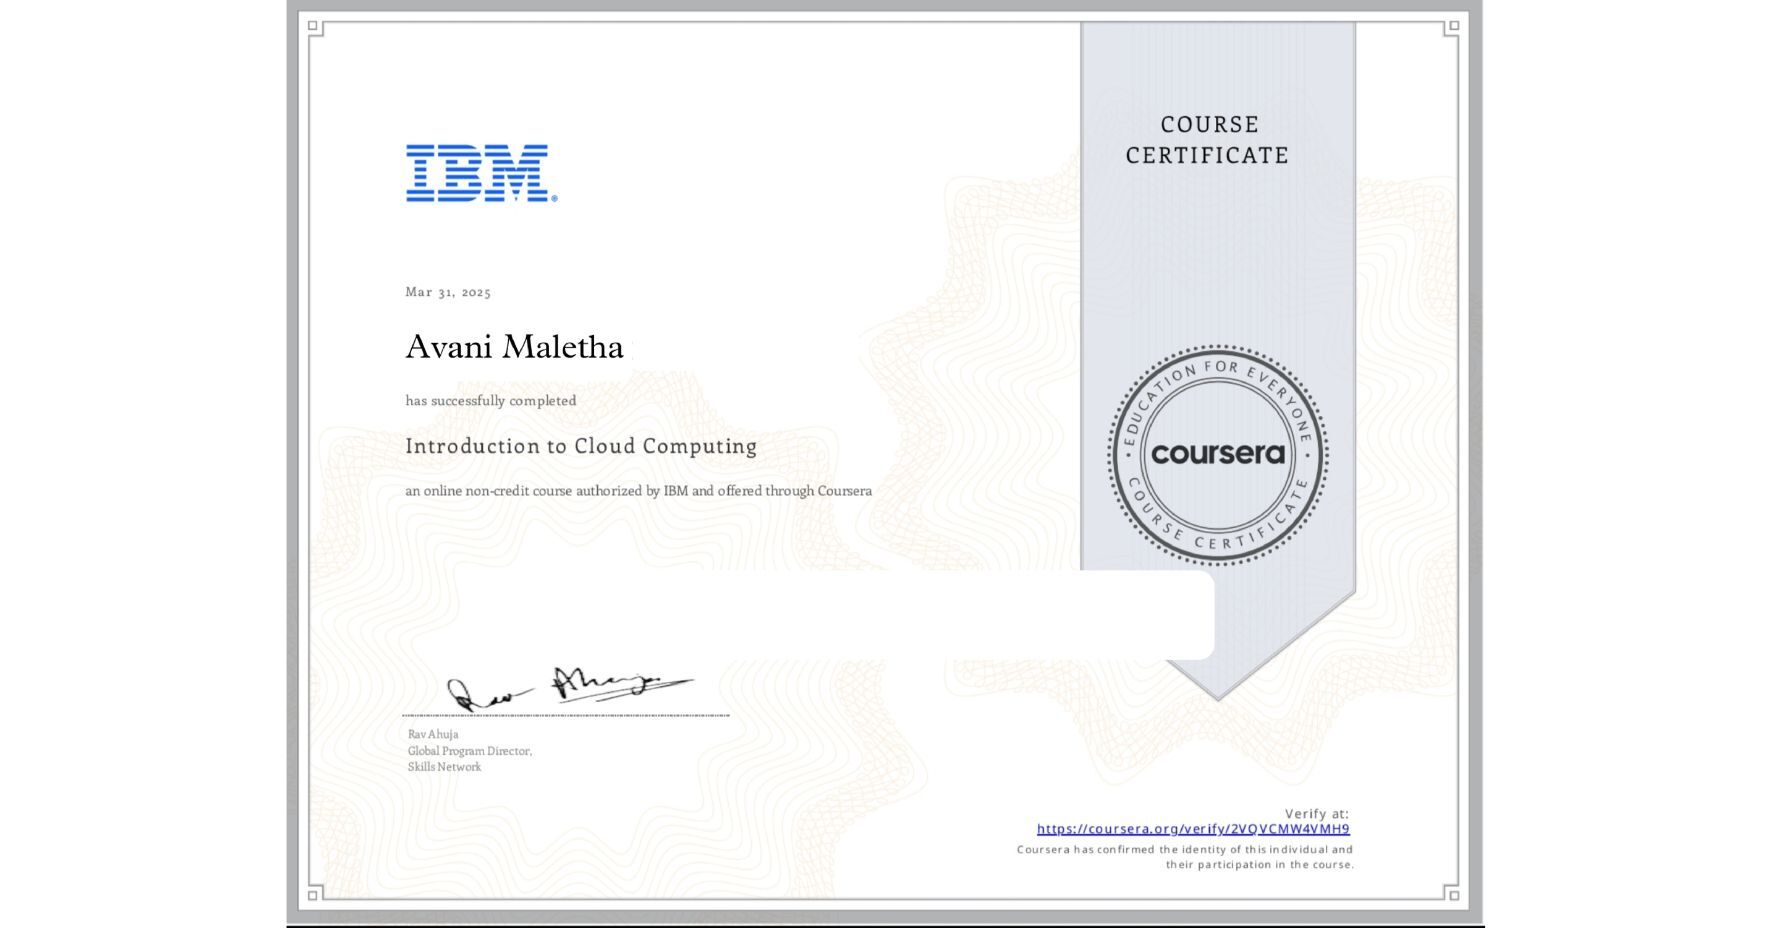 COURSE
CERTIFICATE
IBM®
Mar 31, 2025
Avani Maletha
has successfully completed
Introduction to Cloud Computing
an online non-credit course authorized by IBM and offered through Coursera
EDUCATION FOR EVERYONE
coursera
COURSE CERTIFICATE
Rav Ahuja
Rav Ahuja
Global Program Director,
Skills Network
Verify at:
https://coursera.org/verify/2VQVCMW4VMH9
Coursera has confirmed the identity of this individual and
their participation in the course.